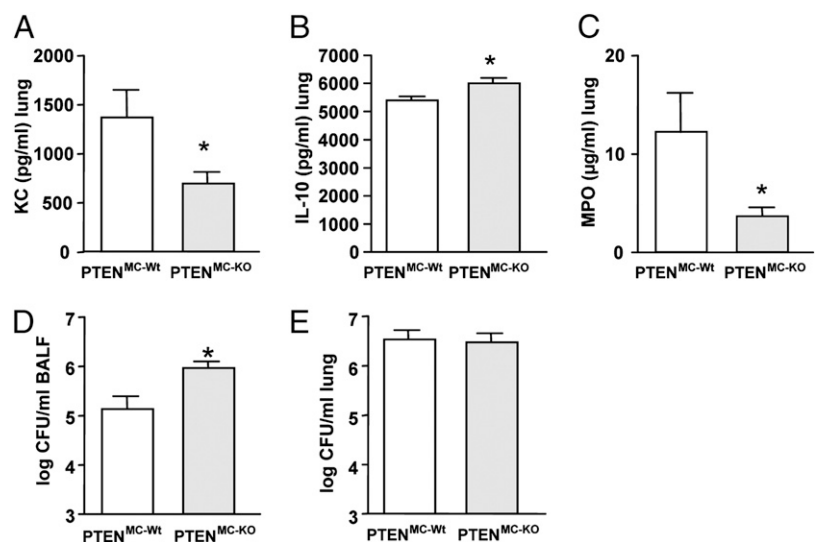 A
KC (pg/ml) lung
2000
1500
1000
500
0
*
PTEN^MC-Wt PTEN^MC-KO
B
IL-10 (pg/ml) lung
7000
6000
5000
4000
3000
2000
1000
0
*
PTEN^MC-Wt PTEN^MC-KO
C
MPO (µg/ml) lung
20
10
0
*
PTEN^MC-Wt PTEN^MC-KO
D
log CFU/ml BALF
7
6
5
4
3
*
PTEN^MC-Wt PTEN^MC-KO
E
log CFU/ml lung
7
6
5
4
3
PTEN^MC-Wt PTEN^MC-KO